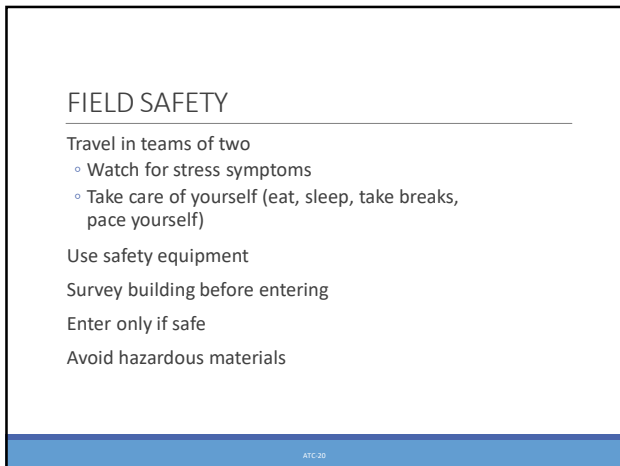 FIELD SAFETY
Travel in teams of two
◦ Watch for stress symptoms
◦ Take care of yourself (eat, sleep, take breaks,
pace yourself)
Use safety equipment
Survey building before entering
Enter only if safe
Avoid hazardous materials
ATC-20